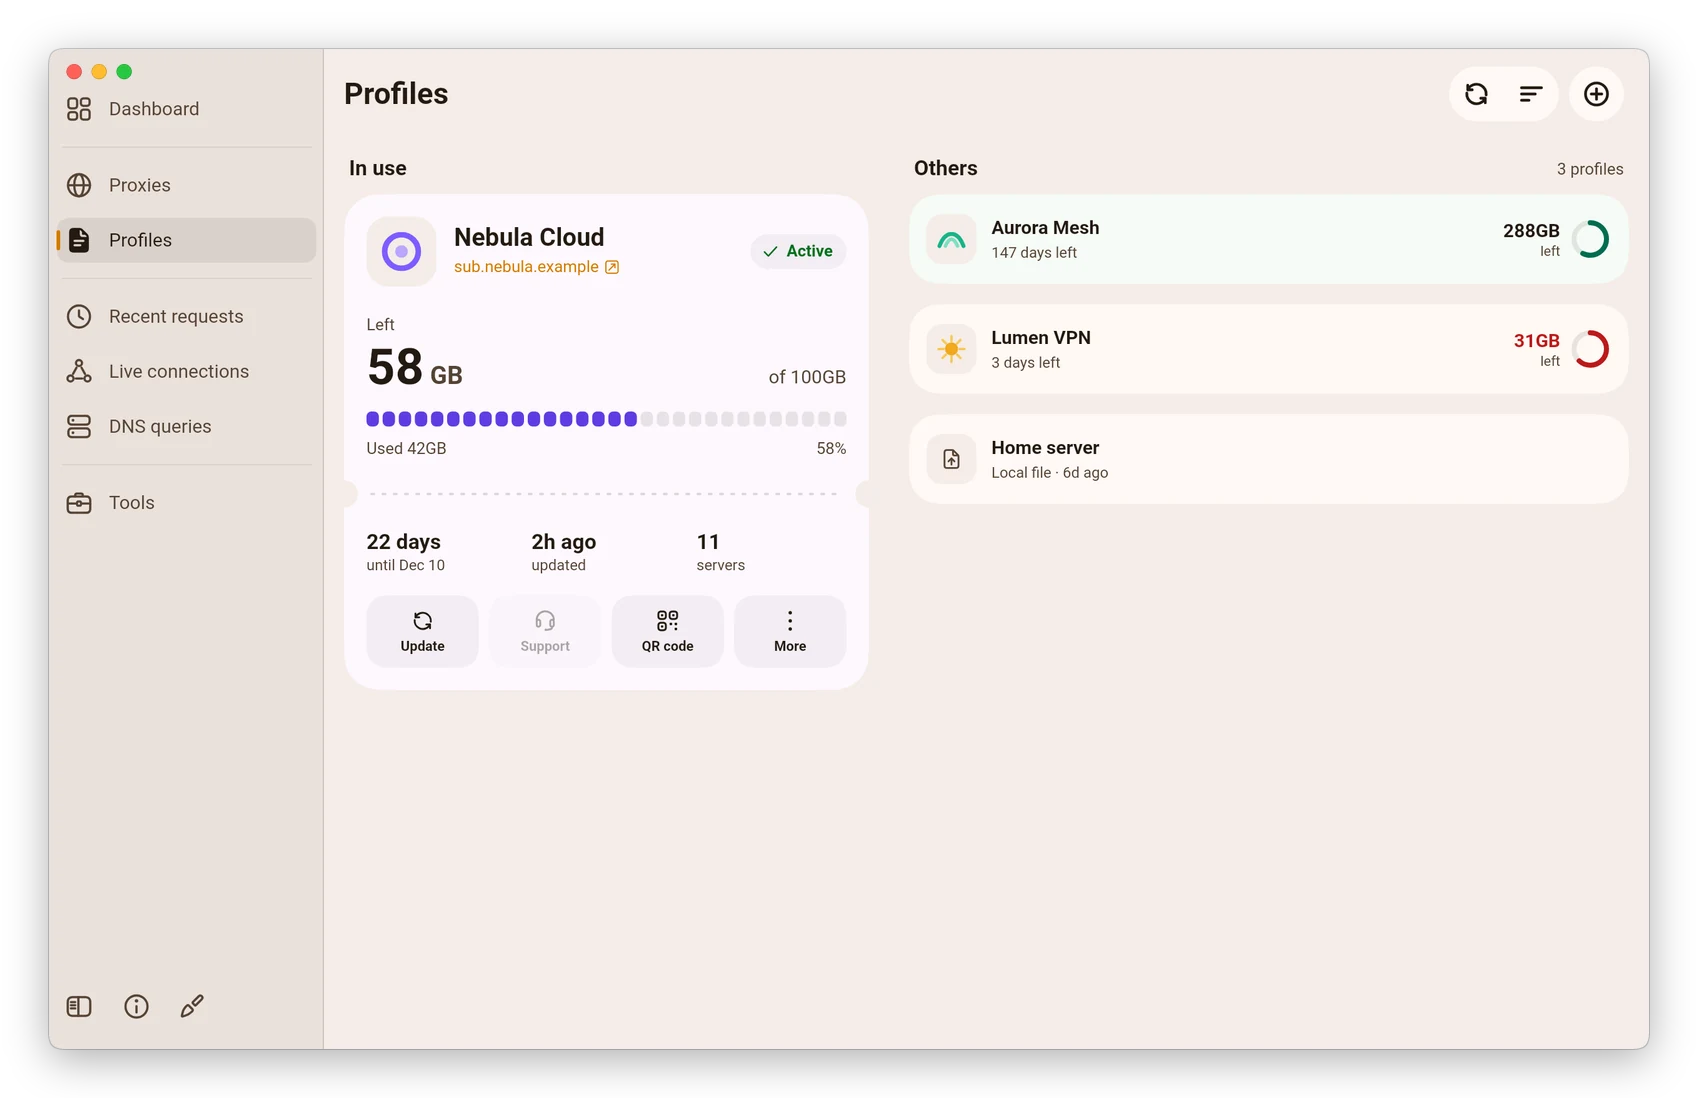 Dashboard
Proxies
Profiles
Recent requests
Live connections
DNS queries
Tools
Profiles
In use
Nebula Cloud
sub.nebula.example
Active
Left
58 GB
of 100GB
Used 42GB
58%
22 days
until Dec 10
2h ago
updated
11
servers
Update
Support
QR code
More
Others
3 profiles
Aurora Mesh
147 days left
288GB
left
Lumen VPN
3 days left
31GB
left
Home server
Local file · 6d ago